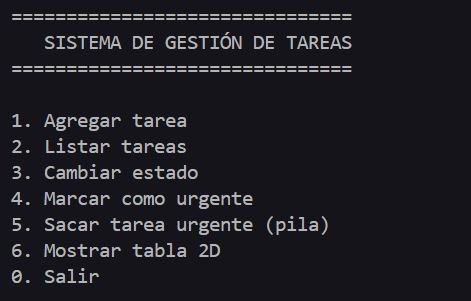 ===============================
SISTEMA DE GESTIÓN DE TAREAS
===============================
1. Agregar tarea
2. Listar tareas
3. Cambiar estado
4. Marcar como urgente
5. Sacar tarea urgente (pila)
6. Mostrar tabla 2D
0. Salir